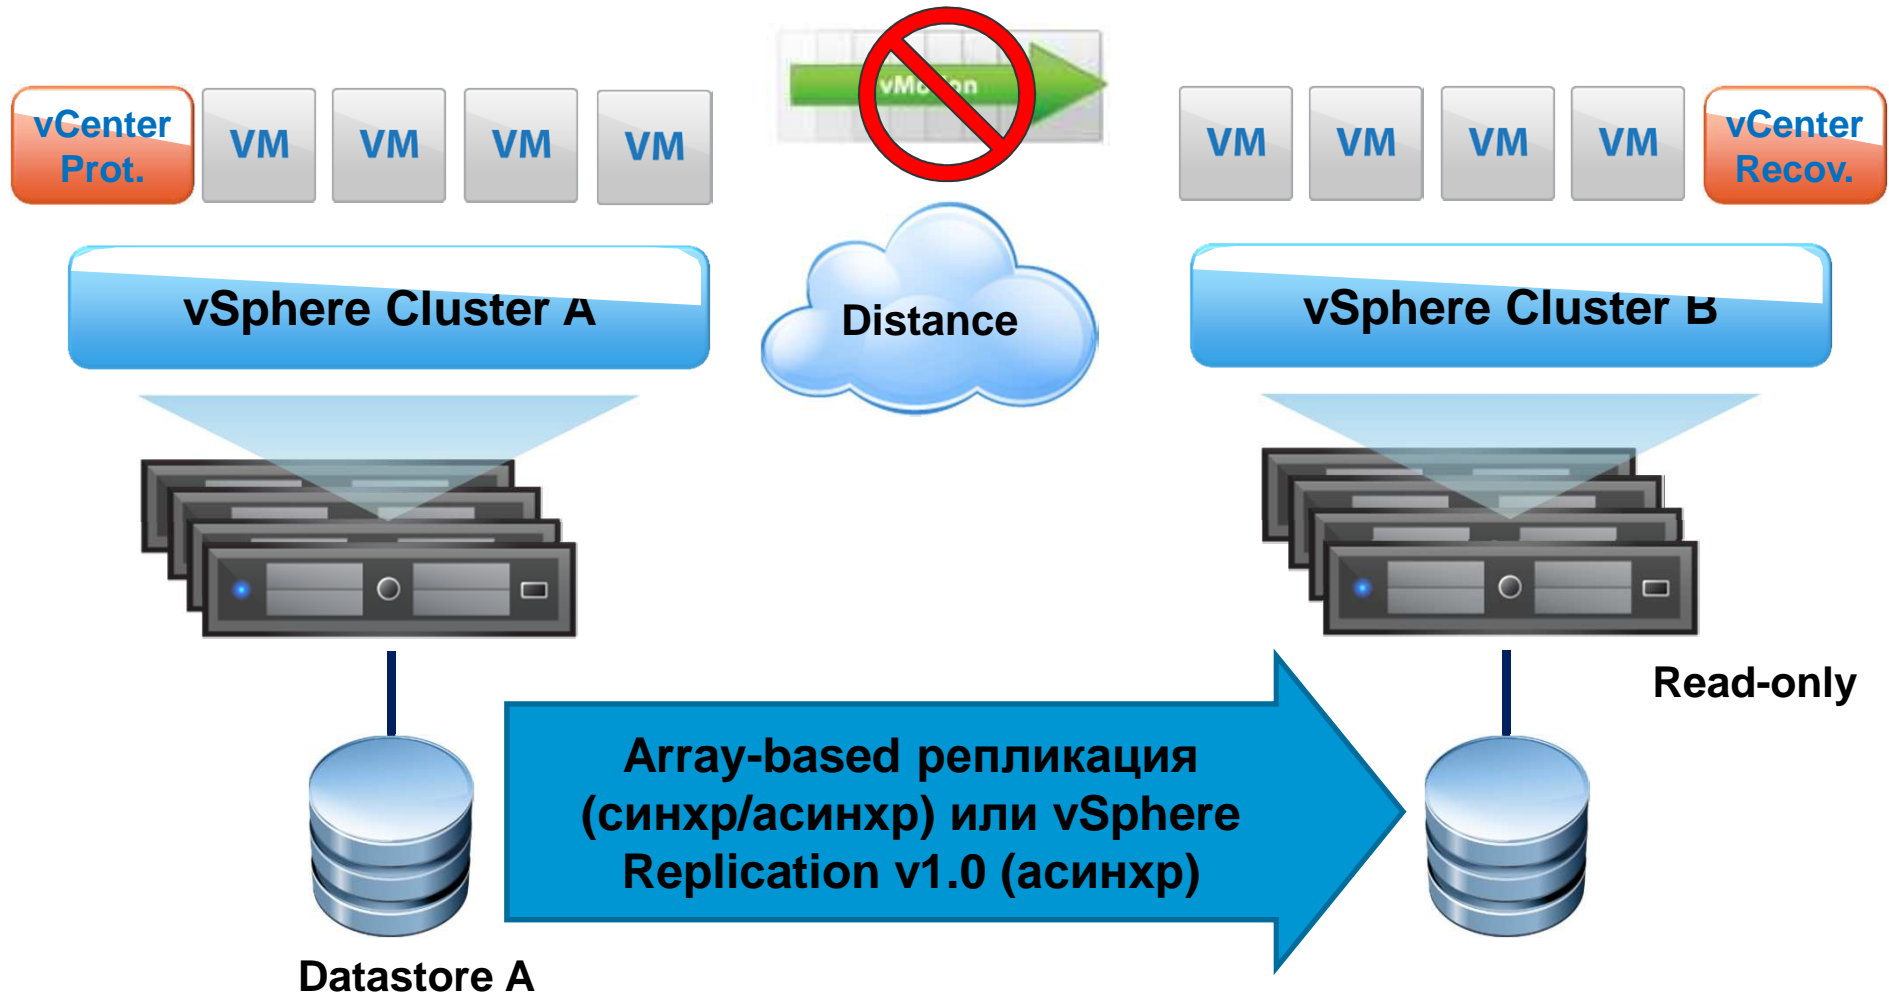 vCenter
Prot.
VM
VM
VM
VM
vMotion
VM
VM
VM
VM
vCenter
Recov.
vSphere Cluster A
Distance
vSphere Cluster B
Read-only
Array-based репликация
(синхр/асинхр) или vSphere
Replication v1.0 (асинхр)
Datastore A